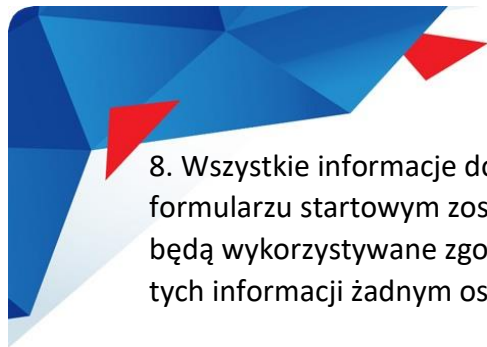 8. Wszystkie informacje do
formularzu startowym zos
będą wykorzystywane zgo
tych informacji żadnym os